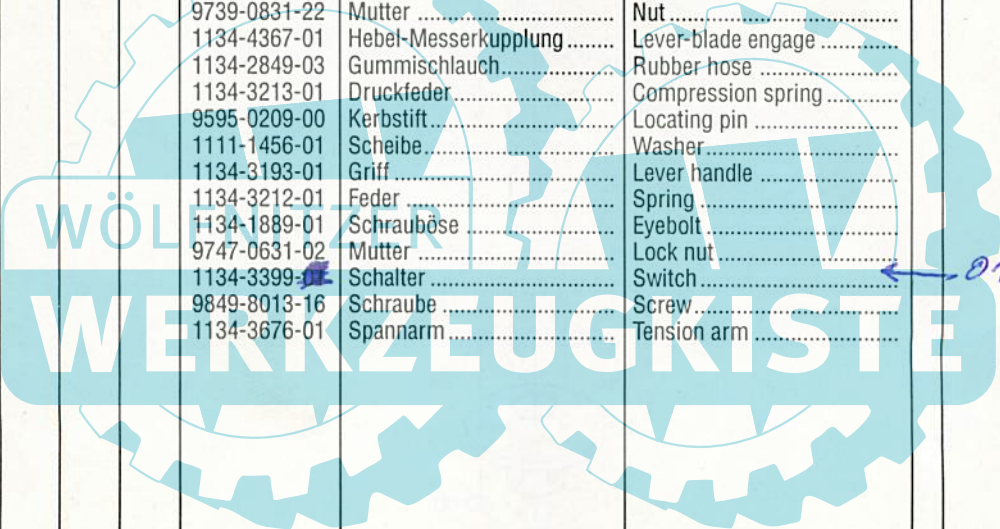 9739-0831-22 Mutter ........ Nut ........
1134-4367-01 Hebel-Messerkupplung ........ Lever-blade engage ........
1134-2849-03 Gummischlauch ........ Rubber hose ........
1134-3213-01 Druckfeder ........ Compression spring ........
9595-0209-00 Kerbstift ........ Locating pin ........
1111-1456-01 Scheibe ........ Washer ........
1134-3193-01 Griff ........ Lever handle ........
1134-3212-01 Feder ........ Spring ........
1134-1889-01 Schrauböse ........ Eyebolt ........
9747-0631-02 Mutter ........ Lock nut ........
1134-3399- Schalter ........ Switch ........
9849-8013-16 Schraube ........ Screw ........
1134-3676-01 Spannarm ........ Tension arm ........
WÖLFNITZER
WERKZEUGKISTE